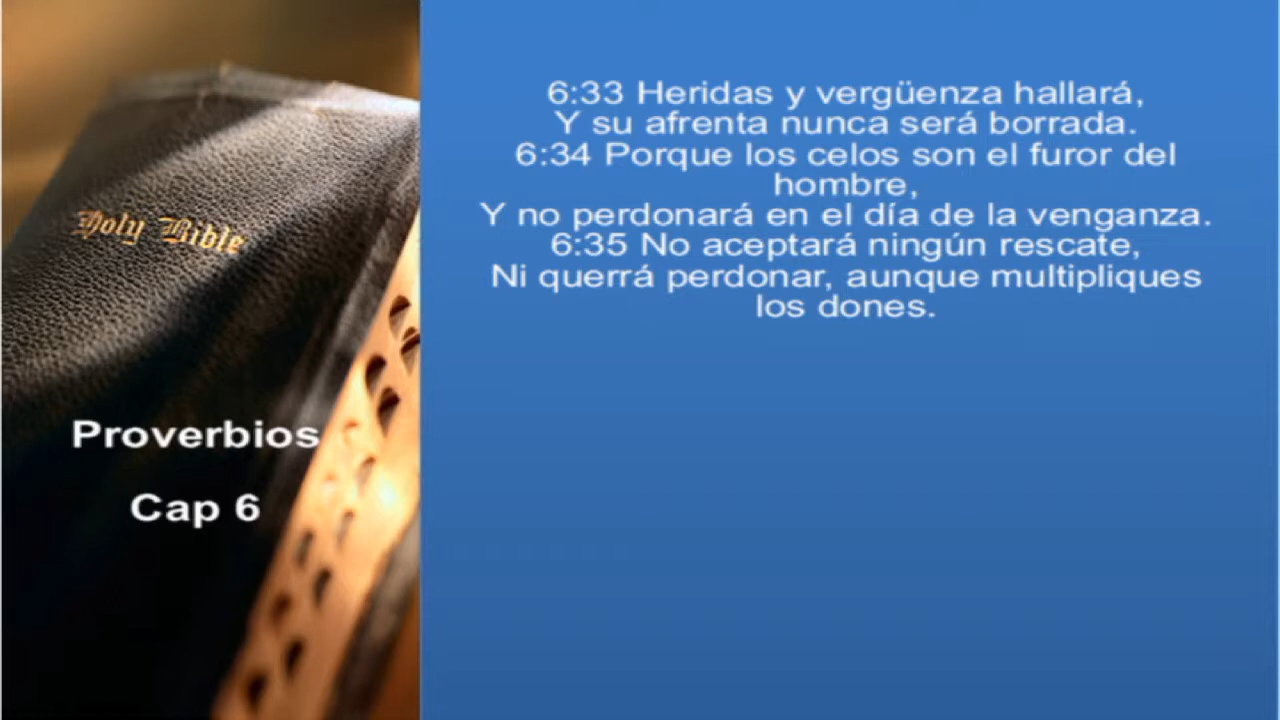 Holy Bible
Proverbios
Cap 6
6:33 Heridas y vergüenza hallará,
Y su afrenta nunca será borrada.
6:34 Porque los celos son el furor del
hombre,
Y no perdonará en el día de la venganza.
6:35 No aceptará ningún rescate,
Ni querrá perdonar, aunque multipliques
los dones.